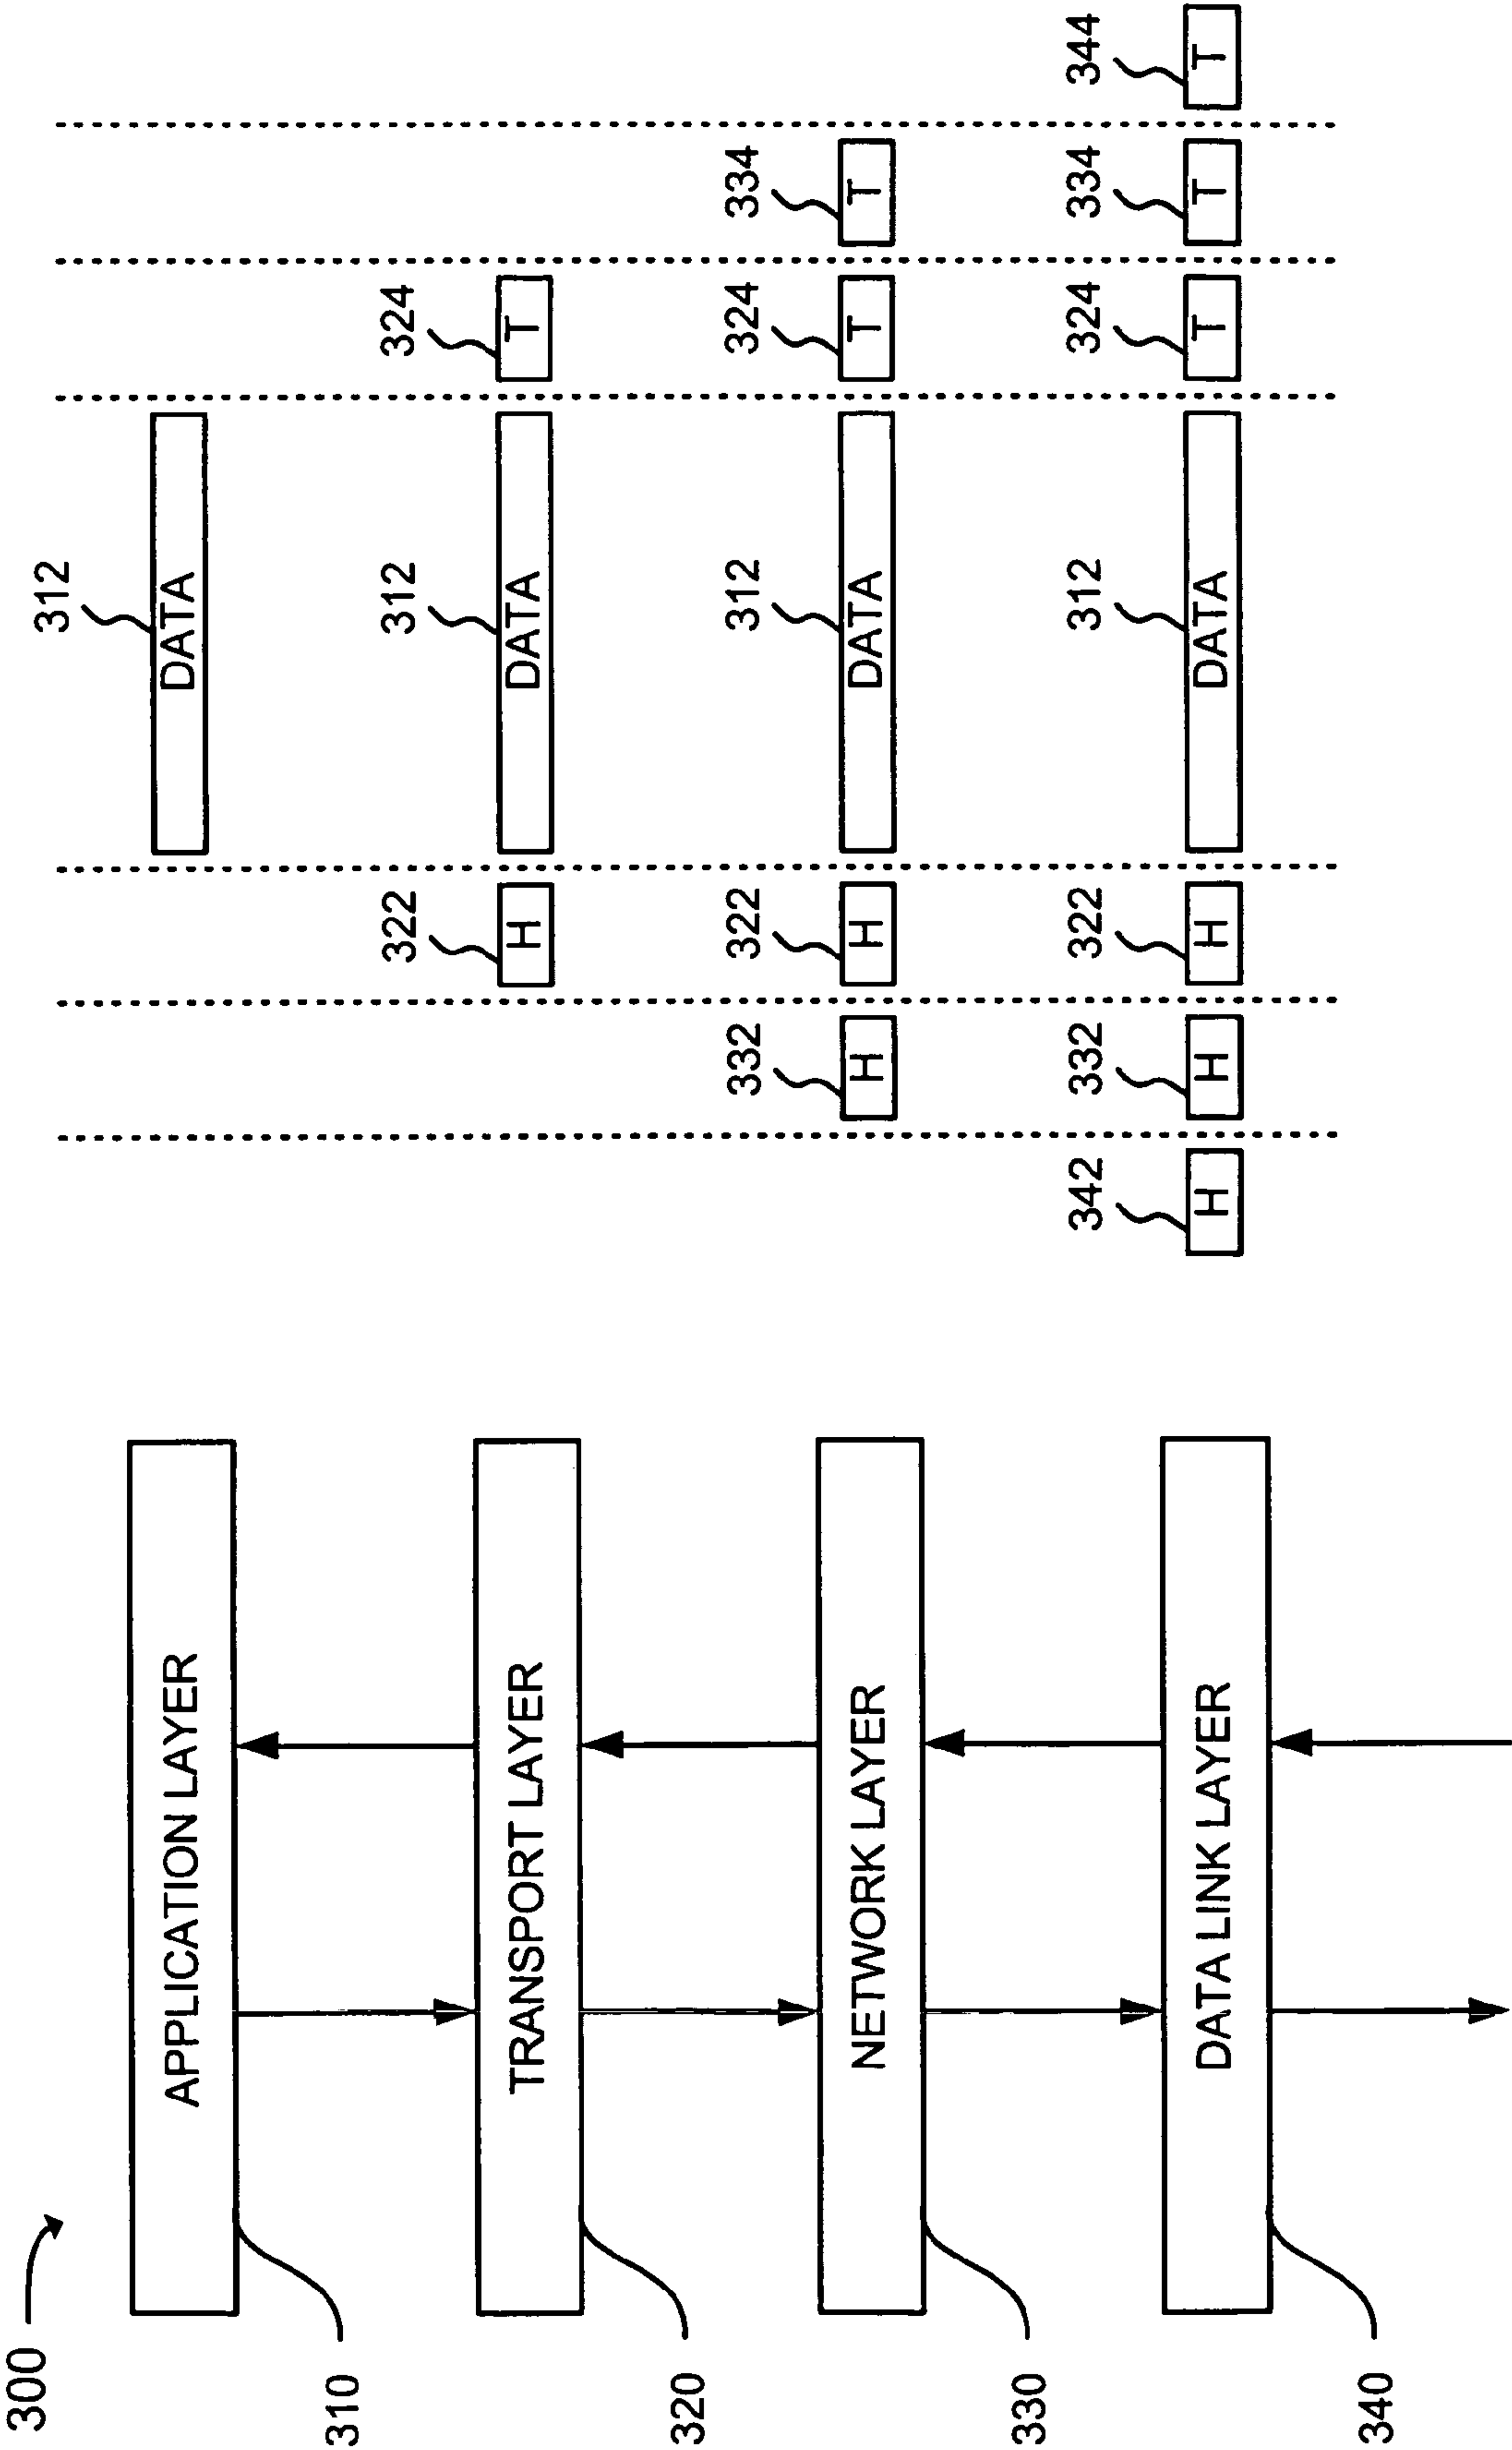 300
APPLICATION LAYER
310
312
DATA
TRANSPORT LAYER
320
322
H
312
DATA
324
T
NETWORK LAYER
330
332
H
322
H
312
DATA
324
T
334
T
DATA LINK LAYER
340
342
H
332
H
322
H
312
DATA
324
T
334
T
344
T